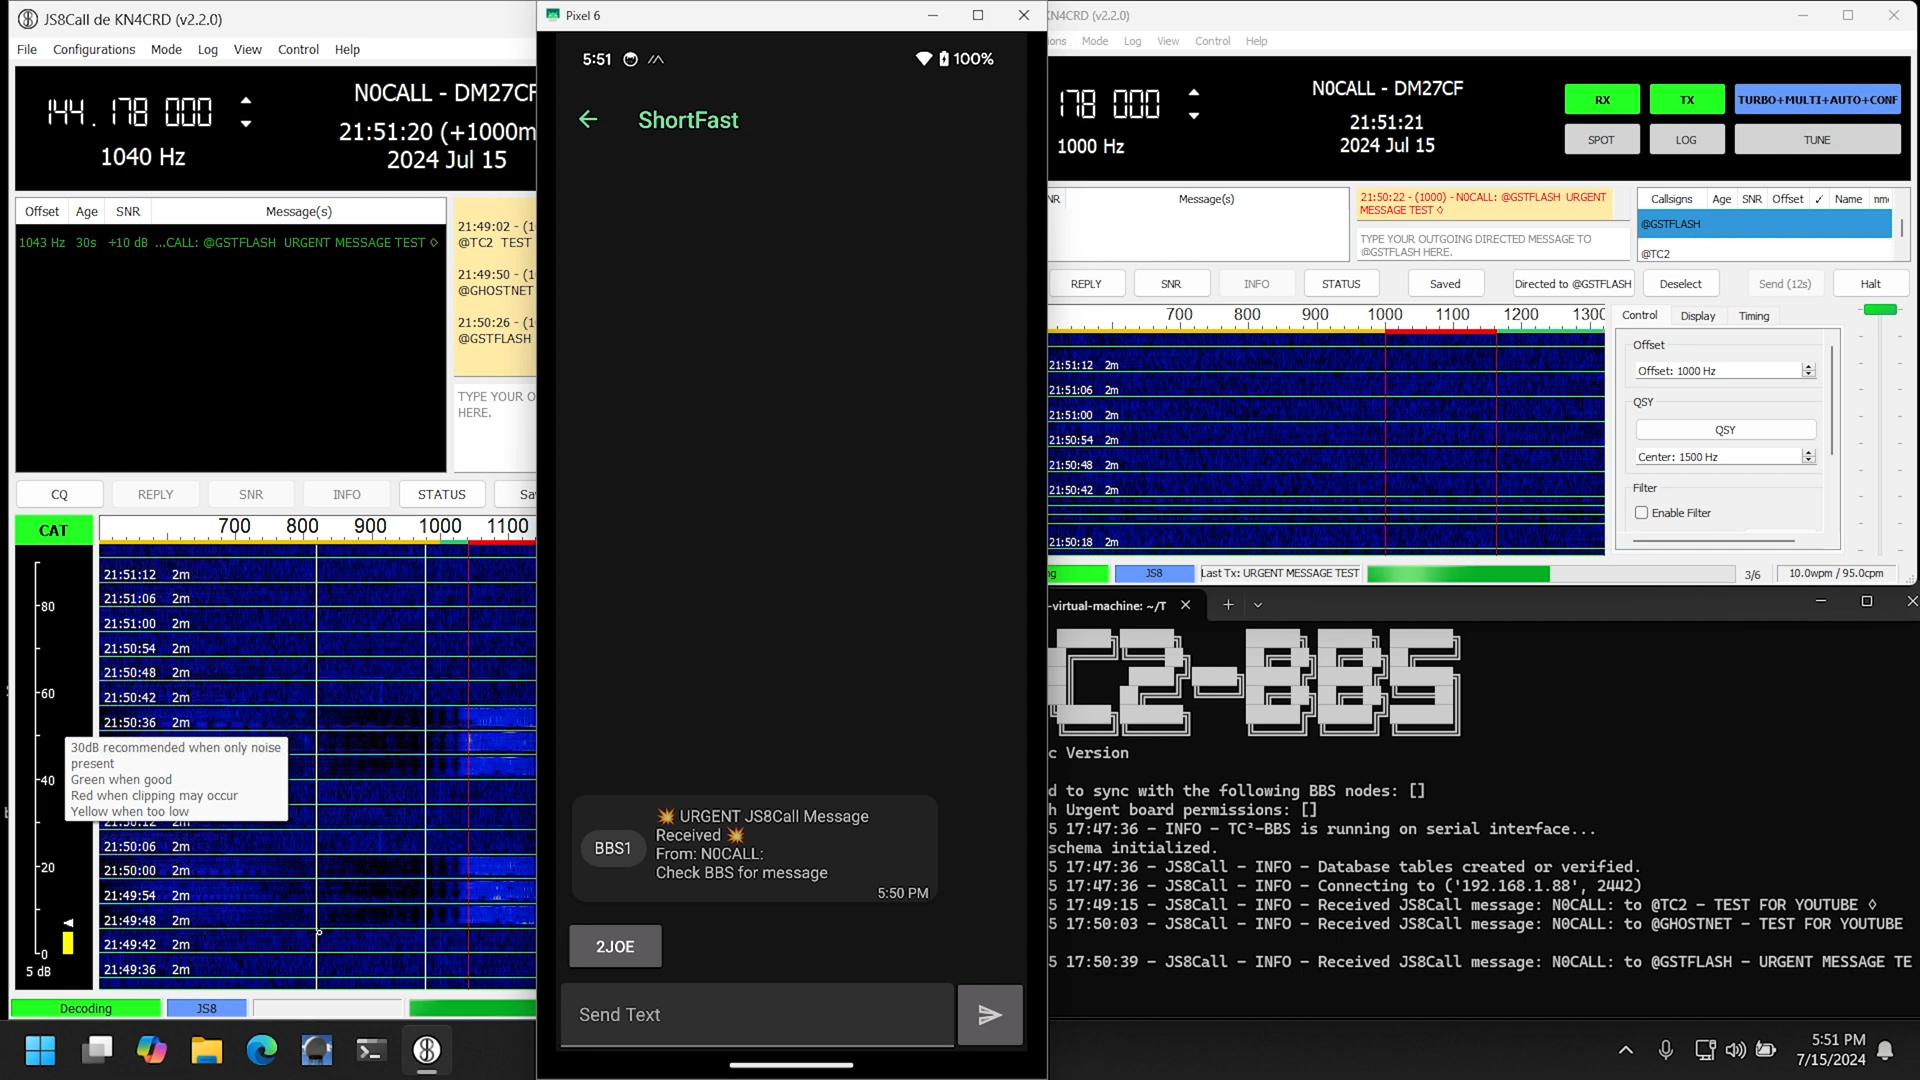 JS8Call de KN4CRD (v2.2.0)
File Configurations Mode Log View Control Help
144. 178 000
1040 Hz
N0CALL - DM27CF
21:51:20 (+1000m
2024 Jul 15
Offset Age SNR Message(s)
1043 Hz 30s +10 dB ...CALL: @GSTFLASH URGENT MESSAGE TEST ◊
21:49:02 - (1
@TC2 TEST
21:49:50 - (1
@GHOSTNET
21:50:26 - (1
@GSTFLASH
TYPE YOUR O
HERE.
CQ REPLY SNR INFO STATUS Sa
CAT
700 800 900 1000 1100
80
60
40
20
0
5 dB
21:51:12 2m
21:51:06 2m
21:51:00 2m
21:50:54 2m
21:50:48 2m
21:50:42 2m
21:50:36 2m
30dB recommended when only noise
present
Green when good
Red when clipping may occur
Yellow when too low
21:50:06 2m
21:50:00 2m
21:49:54 2m
21:49:48 2m
21:49:42 2m
21:49:36 2m
Decoding JS8
Pixel 6
5:51 100%
ShortFast
BBS1
💥 URGENT JS8Call Message
Received 💥
From: N0CALL:
Check BBS for message
5:50 PM
2JOE
Send Text
KN4CRD (v2.2.0)
ons Mode Log View Control Help
178 000
1000 Hz
N0CALL - DM27CF
21:51:21
2024 Jul 15
RX TX TURBO+MULTI+AUTO+CONF
SPOT LOG TUNE
NR Message(s)
21:50:22 - (1000) - N0CALL: @GSTFLASH URGENT
MESSAGE TEST ◊
TYPE YOUR OUTGOING DIRECTED MESSAGE TO
@GSTFLASH HERE.
Callsigns Age SNR Offset ✓ Name
@GSTFLASH
@TC2
REPLY SNR INFO STATUS Saved Directed to @GSTFLASH Deselect Send (12s) Halt
700 800 900 1000 1100 1200 1300
21:51:12 2m
21:51:06 2m
21:51:00 2m
21:50:54 2m
21:50:48 2m
21:50:42 2m
21:50:18 2m
Control Display Timing
Offset
Offset: 1000 Hz
QSY
QSY
Center: 1500 Hz
Filter
Enable Filter
ng JS8 Last Tx: URGENT MESSAGE TEST 3/6 10.0wpm / 95.0cpm
-virtual-machine: ~/T
C2-BBS
c Version
d to sync with the following BBS nodes: []
h Urgent board permissions: []
5 17:47:36 - INFO - TC²-BBS is running on serial interface...
schema initialized.
5 17:47:36 - JS8Call - INFO - Database tables created or verified.
5 17:47:36 - JS8Call - INFO - Connecting to ('192.168.1.88', 2442)
5 17:49:15 - JS8Call - INFO - Received JS8Call message: N0CALL: to @TC2 - TEST FOR YOUTUBE ◊
5 17:50:03 - JS8Call - INFO - Received JS8Call message: N0CALL: to @GHOSTNET - TEST FOR YOUTUBE
5 17:50:39 - JS8Call - INFO - Received JS8Call message: N0CALL: to @GSTFLASH - URGENT MESSAGE TE
5:51 PM
7/15/2024